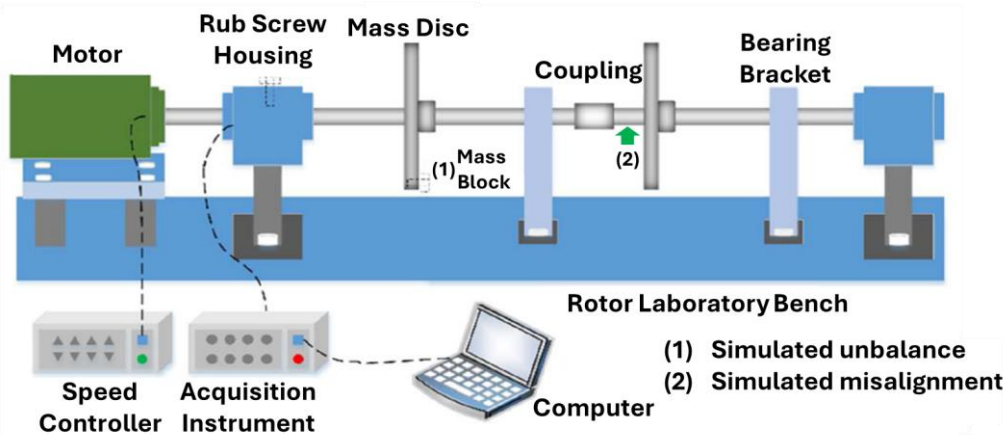 Motor
Rub Screw
Housing
Mass Disc
Coupling
Bearing
Bracket
(1) Mass
Block
(2)
Rotor Laboratory Bench
Speed
Controller
Acquisition
Instrument
Computer
(1) Simulated unbalance
(2) Simulated misalignment